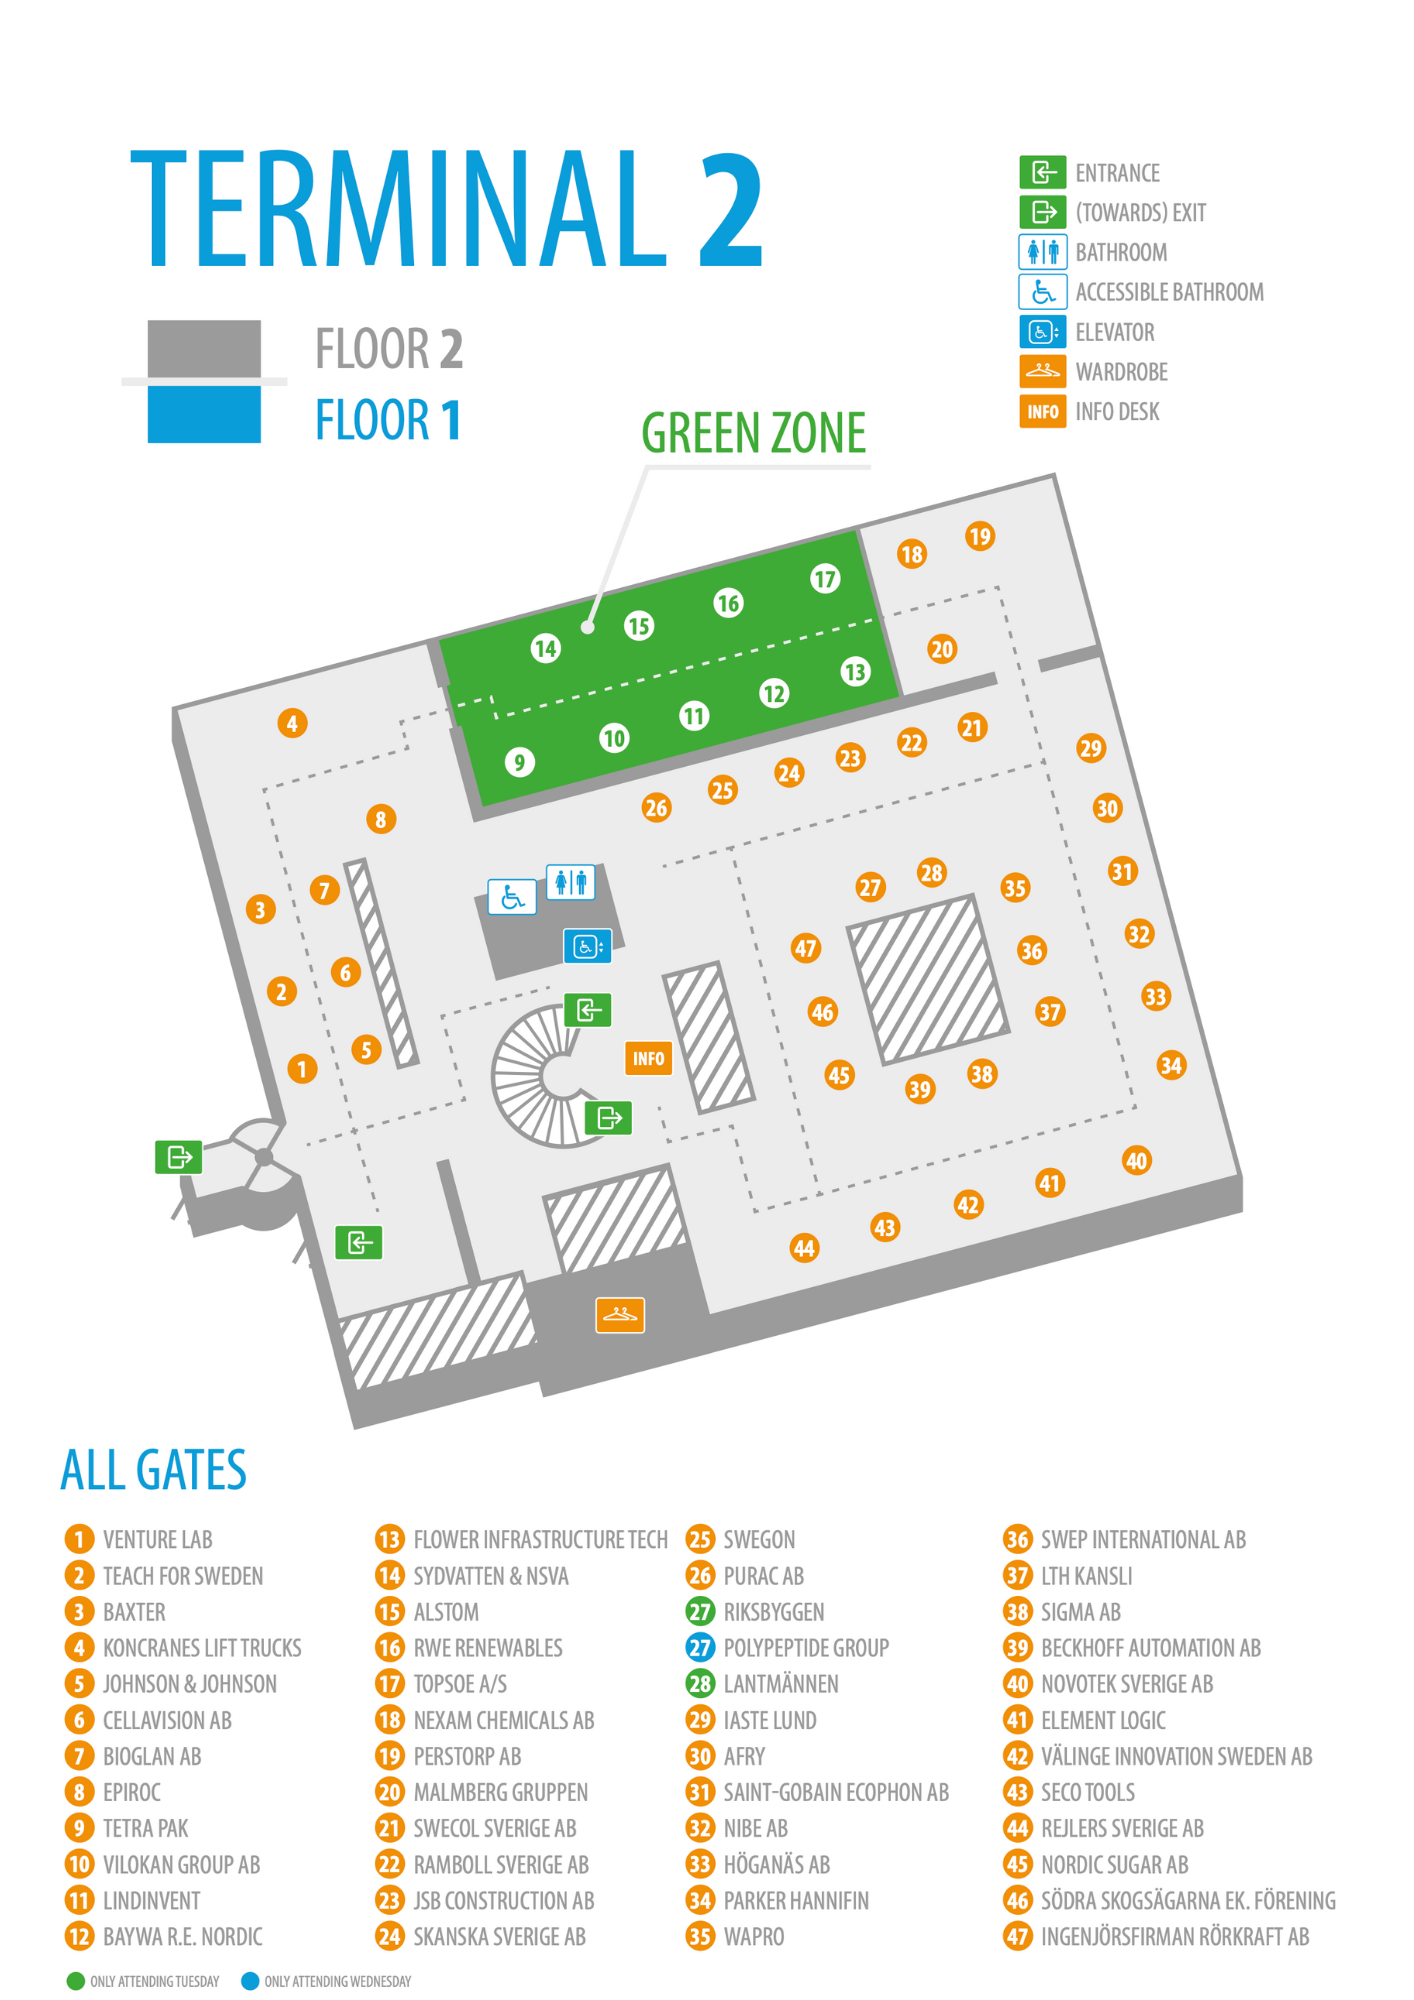 TERMINAL 2
FLOOR 2
FLOOR 1
ENTRANCE
(TOWARDS) EXIT
BATHROOM
ACCESSIBLE BATHROOM
ELEVATOR
WARDROBE
INFO INFO DESK
GREEN ZONE
19
18
17
16
15
14
20
13
12
11
10
9
4
8
7
3
6
2
5
1
21
22
23
24
25
26
29
30
31
32
33
34
27
28
35
36
37
38
39
47
46
45
INFO
40
41
42
43
44
ALL GATES
1 VENTURE LAB
2 TEACH FOR SWEDEN
3 BAXTER
4 KONCRANES LIFT TRUCKS
5 JOHNSON & JOHNSON
6 CELLAVISION AB
7 BIOGLAN AB
8 EPIROC
9 TETRA PAK
10 VILOKAN GROUP AB
11 LINDINVENT
12 BAYWA R.E. NORDIC
13 FLOWER INFRASTRUCTURE TECH
14 SYDVATTEN & NSVA
15 ALSTOM
16 RWE RENEWABLES
17 TOPSOE A/S
18 NEXAM CHEMICALS AB
19 PERSTORP AB
20 MALMBERG GRUPPEN
21 SWECOL SVERIGE AB
22 RAMBOLL SVERIGE AB
23 JSB CONSTRUCTION AB
24 SKANSKA SVERIGE AB
25 SWEGON
26 PURAC AB
27 RIKSBYGGEN
27 POLYPEPTIDE GROUP
28 LANTMÄNNEN
29 IASTE LUND
30 AFRY
31 SAINT-GOBAIN ECOPHON AB
32 NIBE AB
33 HÖGANÄS AB
34 PARKER HANNIFIN
35 WAPRO
36 SWEP INTERNATIONAL AB
37 LTH KANSLI
38 SIGMA AB
39 BECKHOFF AUTOMATION AB
40 NOVOTEK SVERIGE AB
41 ELEMENT LOGIC
42 VÄLINGE INNOVATION SWEDEN AB
43 SECO TOOLS
44 REJLERS SVERIGE AB
45 NORDIC SUGAR AB
46 SÖDRA SKOGSÄGARNA EK. FÖRENING
47 INGENJÖRSFIRMAN RÖRKRAFT AB
ONLY ATTENDING TUESDAY
ONLY ATTENDING WEDNESDAY